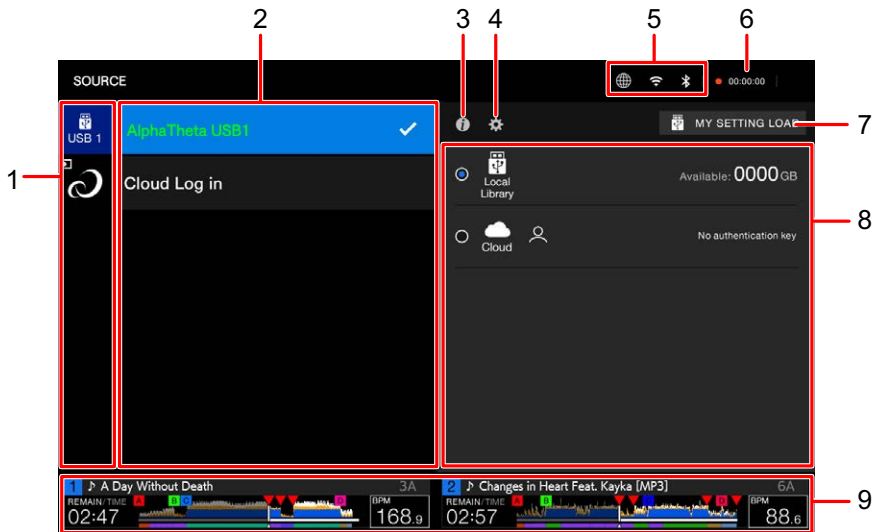 2 3 4 5 6
SOURCE 00:00:00
USB 1
AlphaTheta USB1
MY SETTING LOAD
7
1
Cloud Log in
Local
Library
Available: 0000 GB
8
Cloud
No authentication key
1 ♪ A Day Without Death 3A
REMAIN/TIME A B C D BPM
02:47 168.9
2 ♪ Changes in Heart Feat. Kayka [MP3] 6A
REMAIN/TIME A B C D BPM
02:57 88.6
9